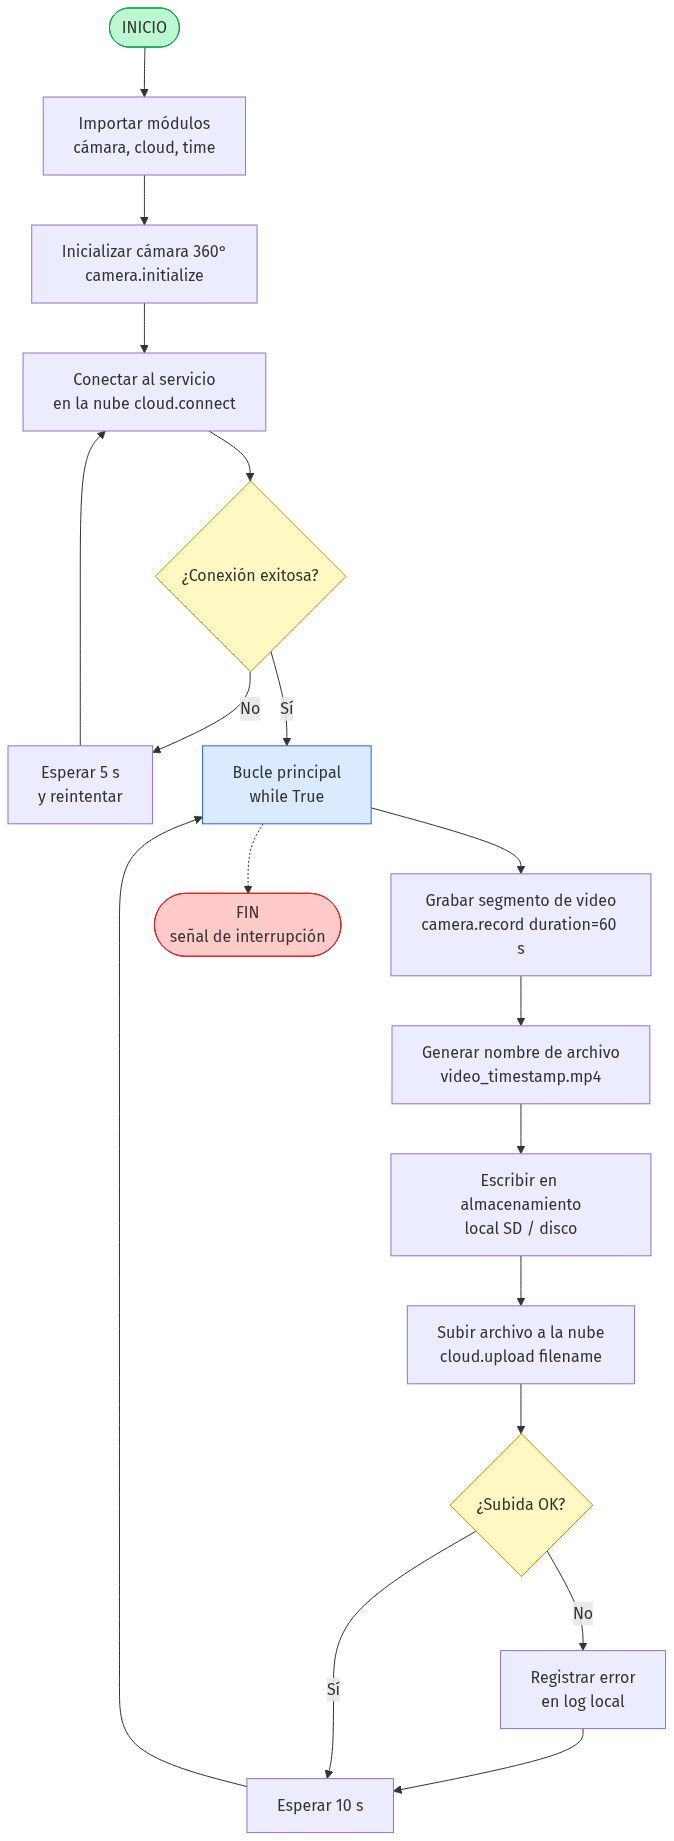 INICIO
Importar módulos
cámara, cloud, time
Inicializar cámara 360°
camera.initialize
Conectar al servicio
en la nube cloud.connect
¿Conexión exitosa?
No
Sí
Esperar 5 s
y reintentar
Bucle principal
while True
FIN
señal de interrupción
Grabar segmento de video
camera.record duration=60
s
Generar nombre de archivo
video_timestamp.mp4
Escribir en
almacenamiento
local SD / disco
Subir archivo a la nube
cloud.upload filename
¿Subida OK?
No
Sí
Registrar error
en log local
Esperar 10 s